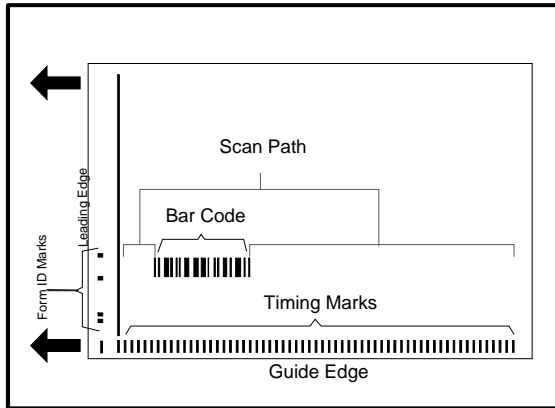 Scan Path
Leading Edge
Bar Code
Form ID Marks
Timing Marks
Guide Edge